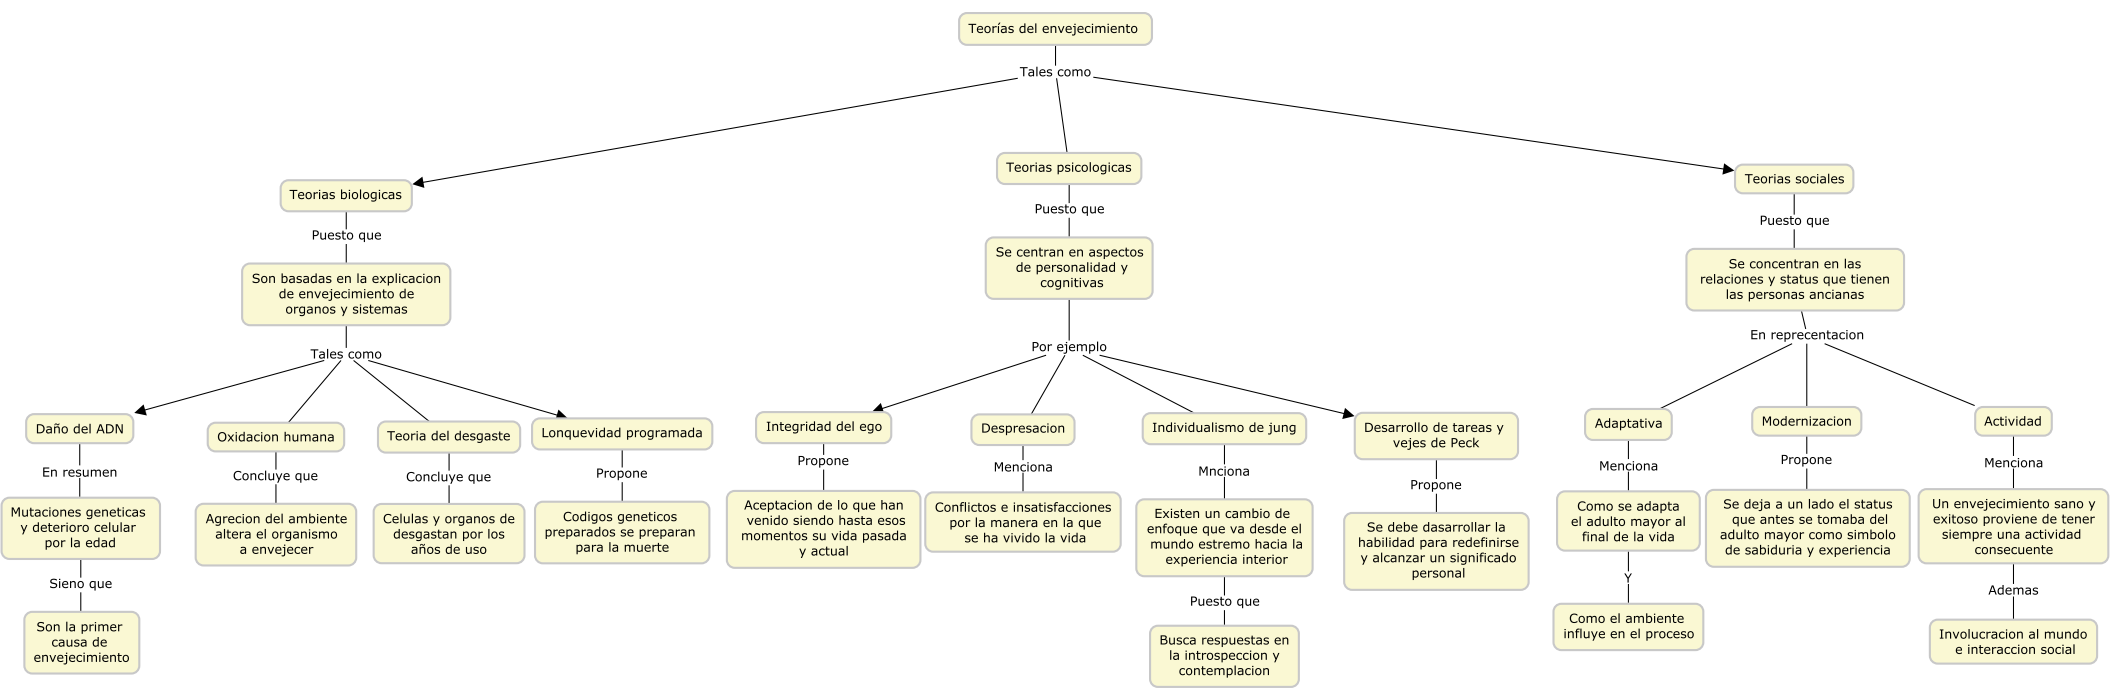 Teorías del envejecimiento
Tales como
Teorias biologicas
Puesto que
Son basadas en la explicacion
de envejecimiento de
organos y sistemas
Tales como
Daño del ADN
En resumen
Mutaciones geneticas
y deterioro celular
por la edad
Sieno que
Son la primer
causa de
envejecimiento
Oxidacion humana
Concluye que
Agrecion del ambiente
altera el organismo
a envejecer
Teoria del desgaste
Concluye que
Celulas y organos de
desgastan por los
años de uso
Lonquevidad programada
Propone
Codigos geneticos
preparados se preparan
para la muerte
Teorias psicologicas
Puesto que
Se centran en aspectos
de personalidad y
cognitivas
Por ejemplo
Integridad del ego
Propone
Aceptacion de lo que han
venido siendo hasta esos
momentos su vida pasada
y actual
Despresacion
Menciona
Conflictos e insatisfacciones
por la manera en la que
se ha vivido la vida
Individualismo de jung
Mnciona
Existen un cambio de
enfoque que va desde el
mundo estremo hacia la
experiencia interior
Puesto que
Busca respuestas en
la introspeccion y
contemplacion
Desarrollo de tareas y
vejes de Peck
Propone
Se debe dasarrollar la
habilidad para redefinirse
y alcanzar un significado
personal
Teorias sociales
Puesto que
Se concentran en las
relaciones y status que tienen
las personas ancianas
En reprecentacion
Adaptativa
Menciona
Como se adapta
el adulto mayor al
final de la vida
Y
Como el ambiente
influye en el proceso
Modernizacion
Propone
Se deja a un lado el status
que antes se tomaba del
adulto mayor como simbolo
de sabiduria y experiencia
Actividad
Menciona
Un envejecimiento sano y
exitoso proviene de tener
siempre una actividad
consecuente
Ademas
Involucracion al mundo
e interaccion social